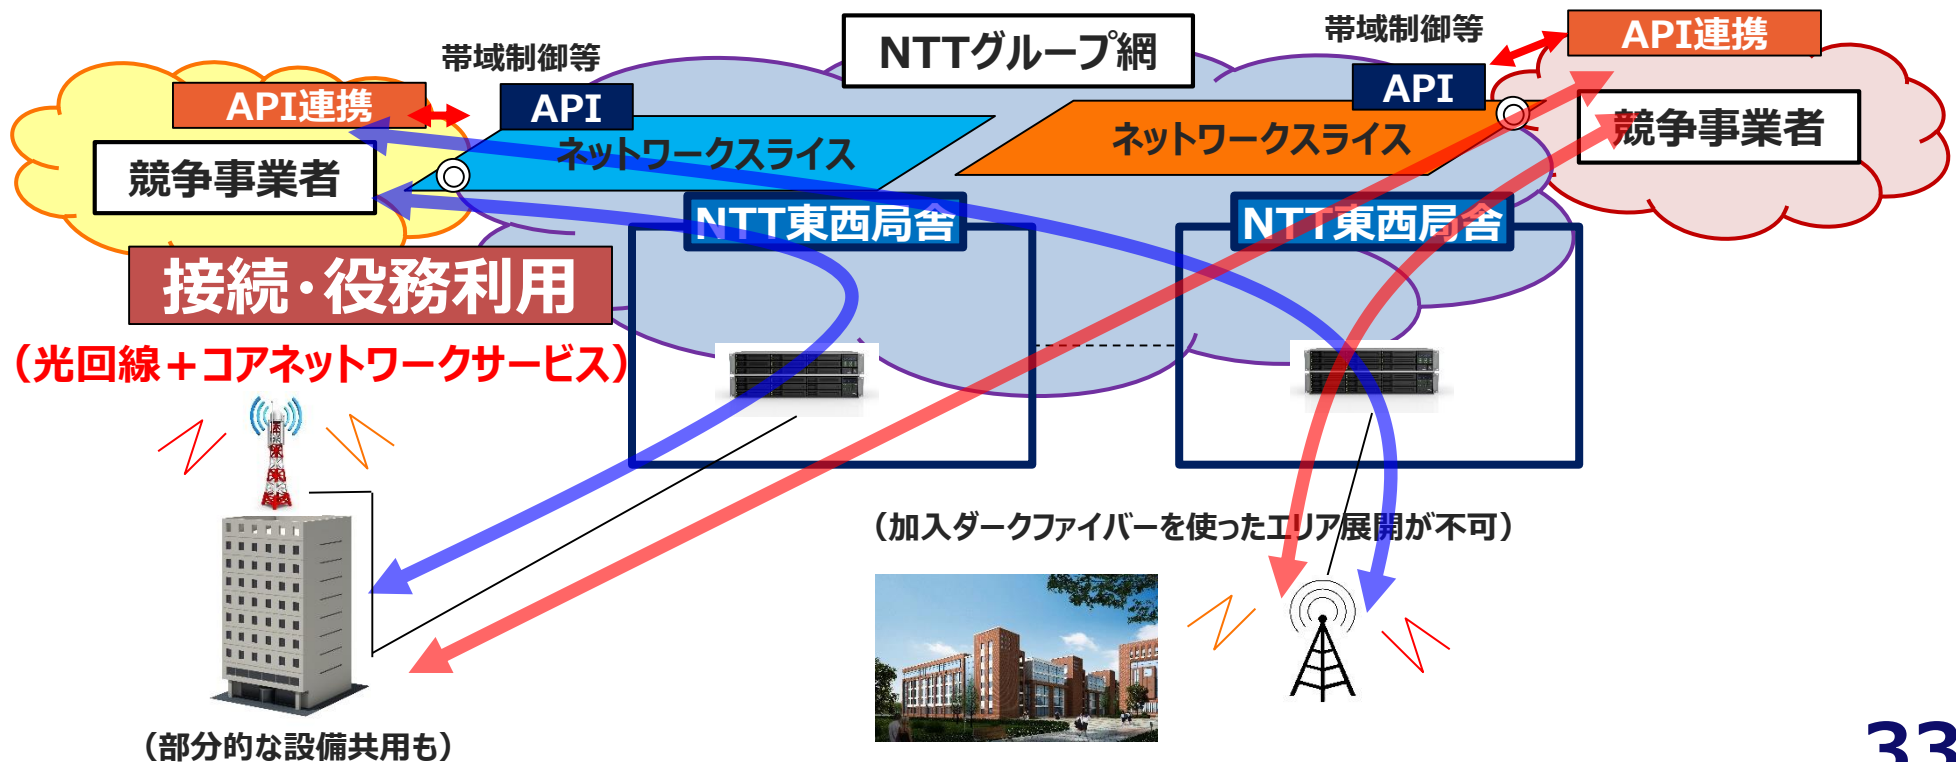 帯域制御等
NTTグループ網
帯域制御等
API連携
API連携
API
API
ネットワークスライス
ネットワークスライス
競争事業者
競争事業者
NTT東西局舎
NTT東西局舎
接続・役務利用
（光回線＋コアネットワークサービス）
（加入ダークファイバーを使ったエリア展開が不可）
（部分的な設備共用も）
33